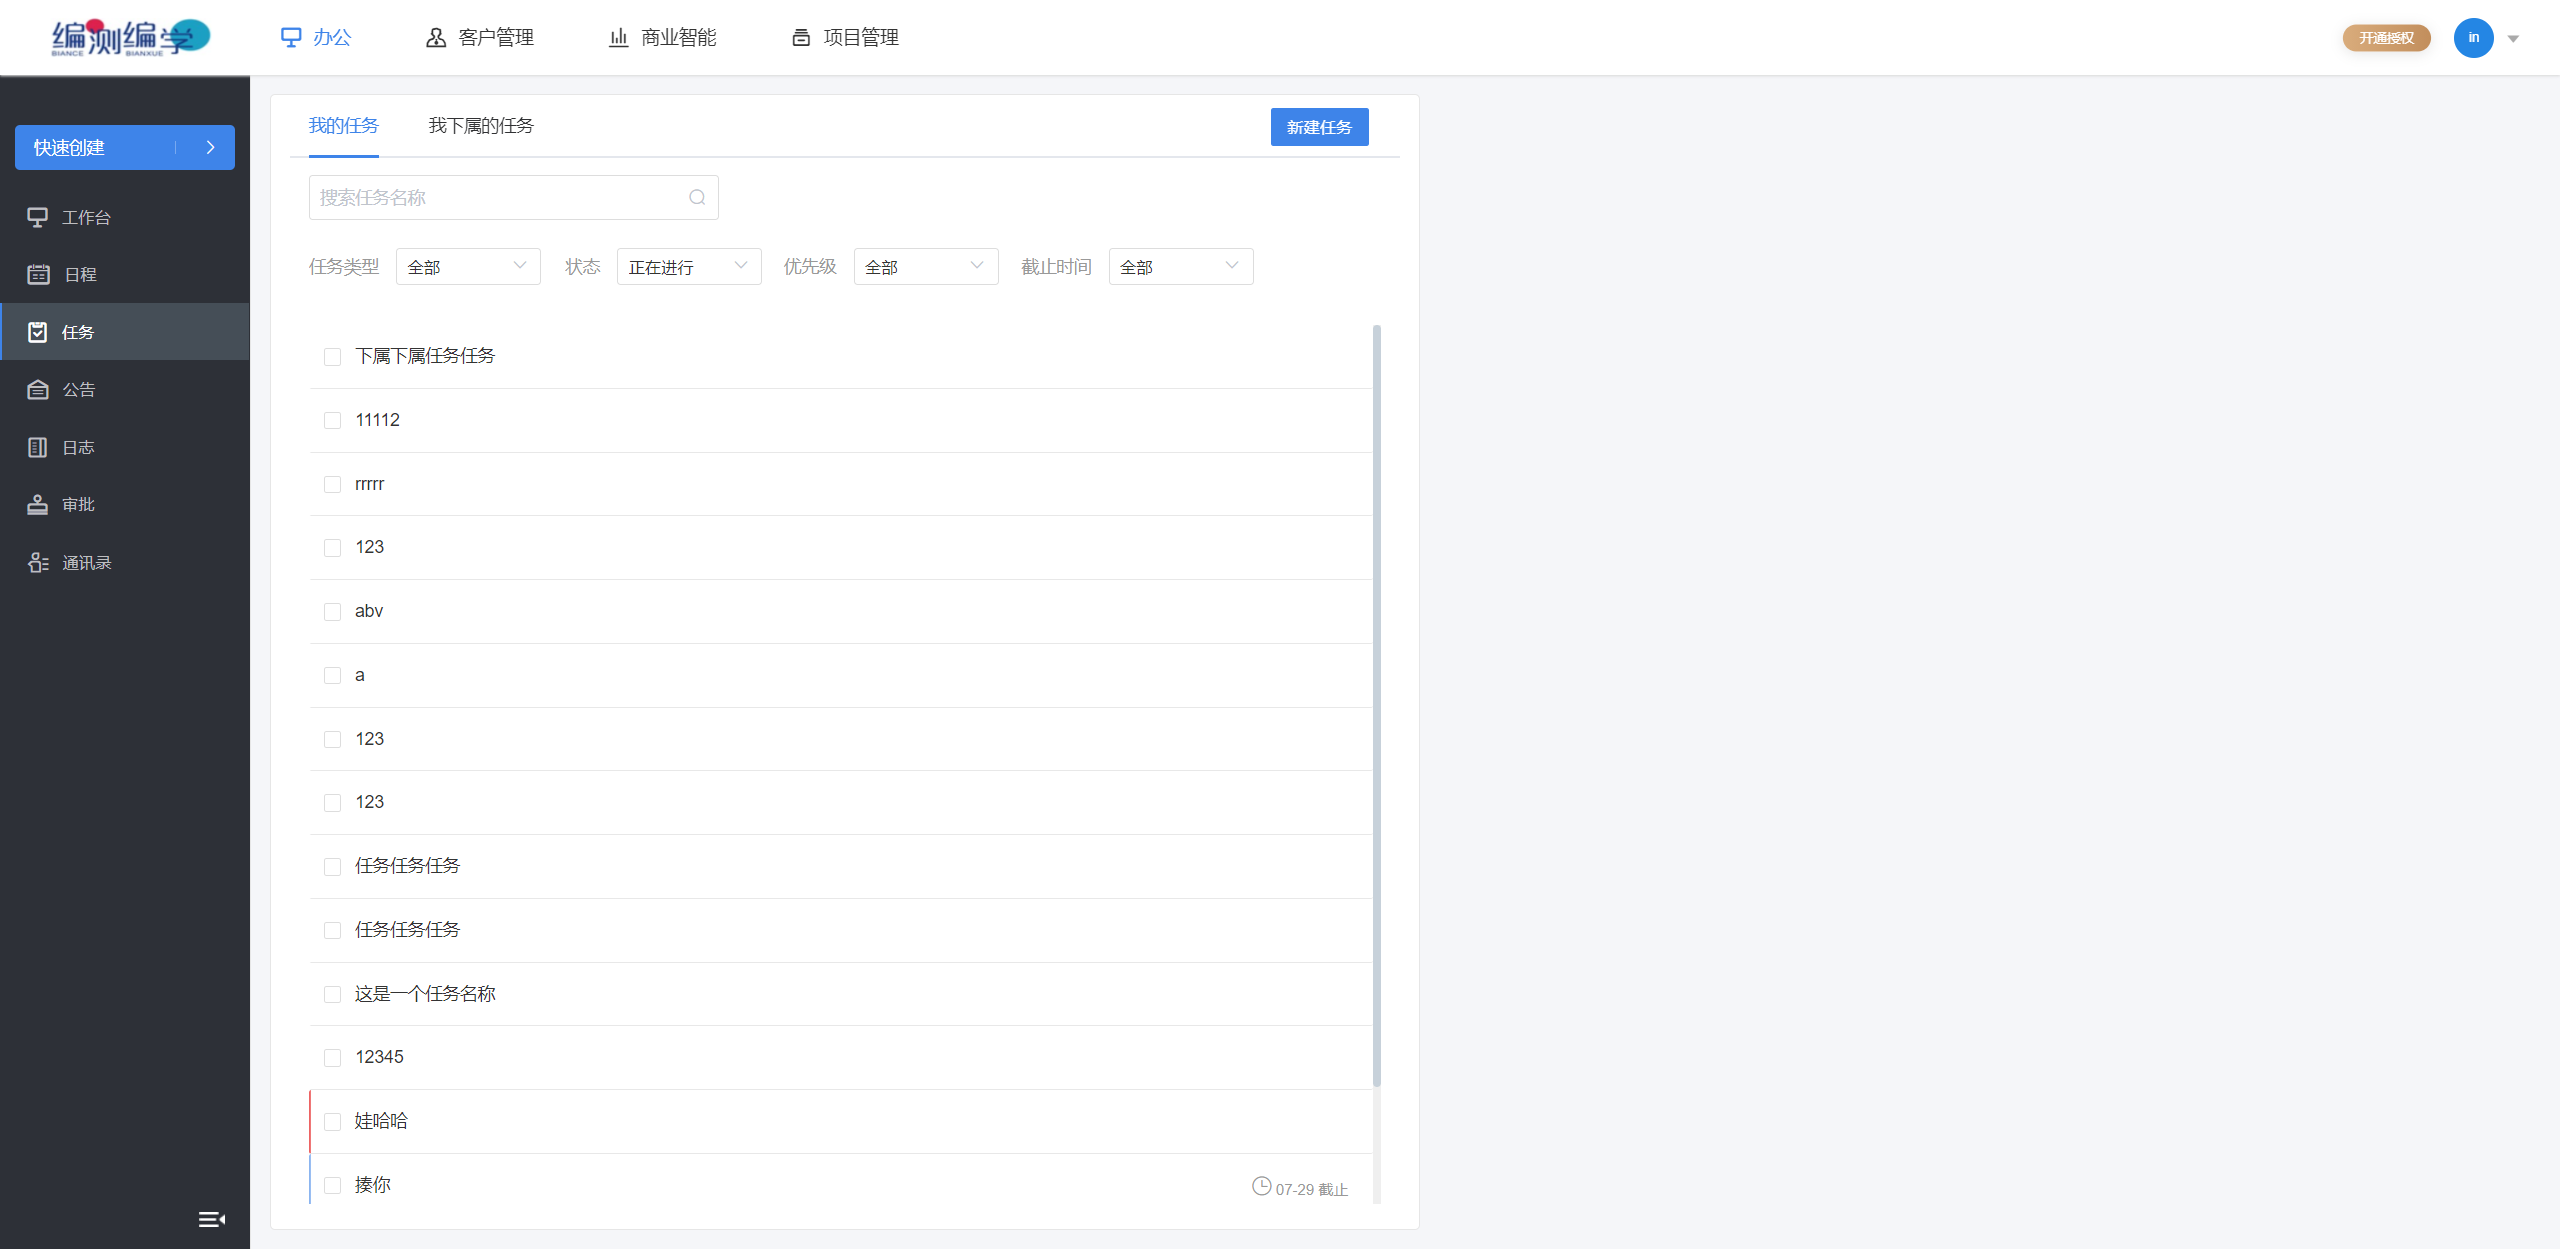 编测编学
BIANCE BIANXUE
办公 客户管理 商业智能 项目管理 开通授权 in
快速创建
工作台
日程
任务
公告
日志
审批
通讯录
我的任务 我下属的任务 新建任务
搜索任务名称
任务类型 全部 状态 正在进行 优先级 全部 截止时间 全部
下属下属任务任务
11112
rrrrr
123
abv
a
123
123
任务任务任务
任务任务任务
这是一个任务名称
12345
娃哈哈
揍你 07-29 截止